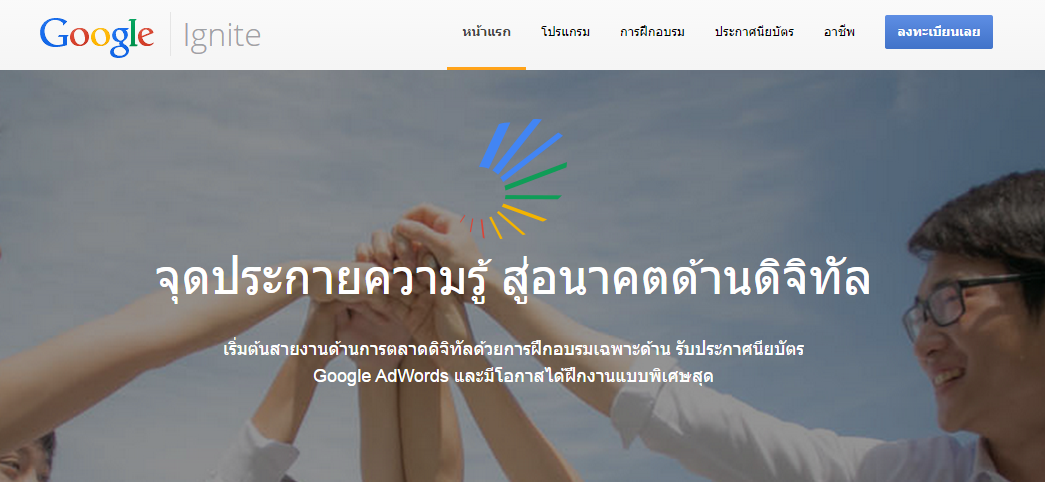 Google Ignite
หน้าแรก โปรแกรม การฝึกอบรม ประกาศนียบัตร อาชีพ ลงทะเบียนเลย
จุดประกายความรู้ สู่อนาคตด้านดิจิทัล
เริ่มต้นสายงานด้านการตลาดดิจิทัลด้วยการฝึกอบรมเฉพาะด้าน รับประกาศนียบัตร
Google AdWords และมีโอกาสได้ฝึกงานแบบพิเศษสุด